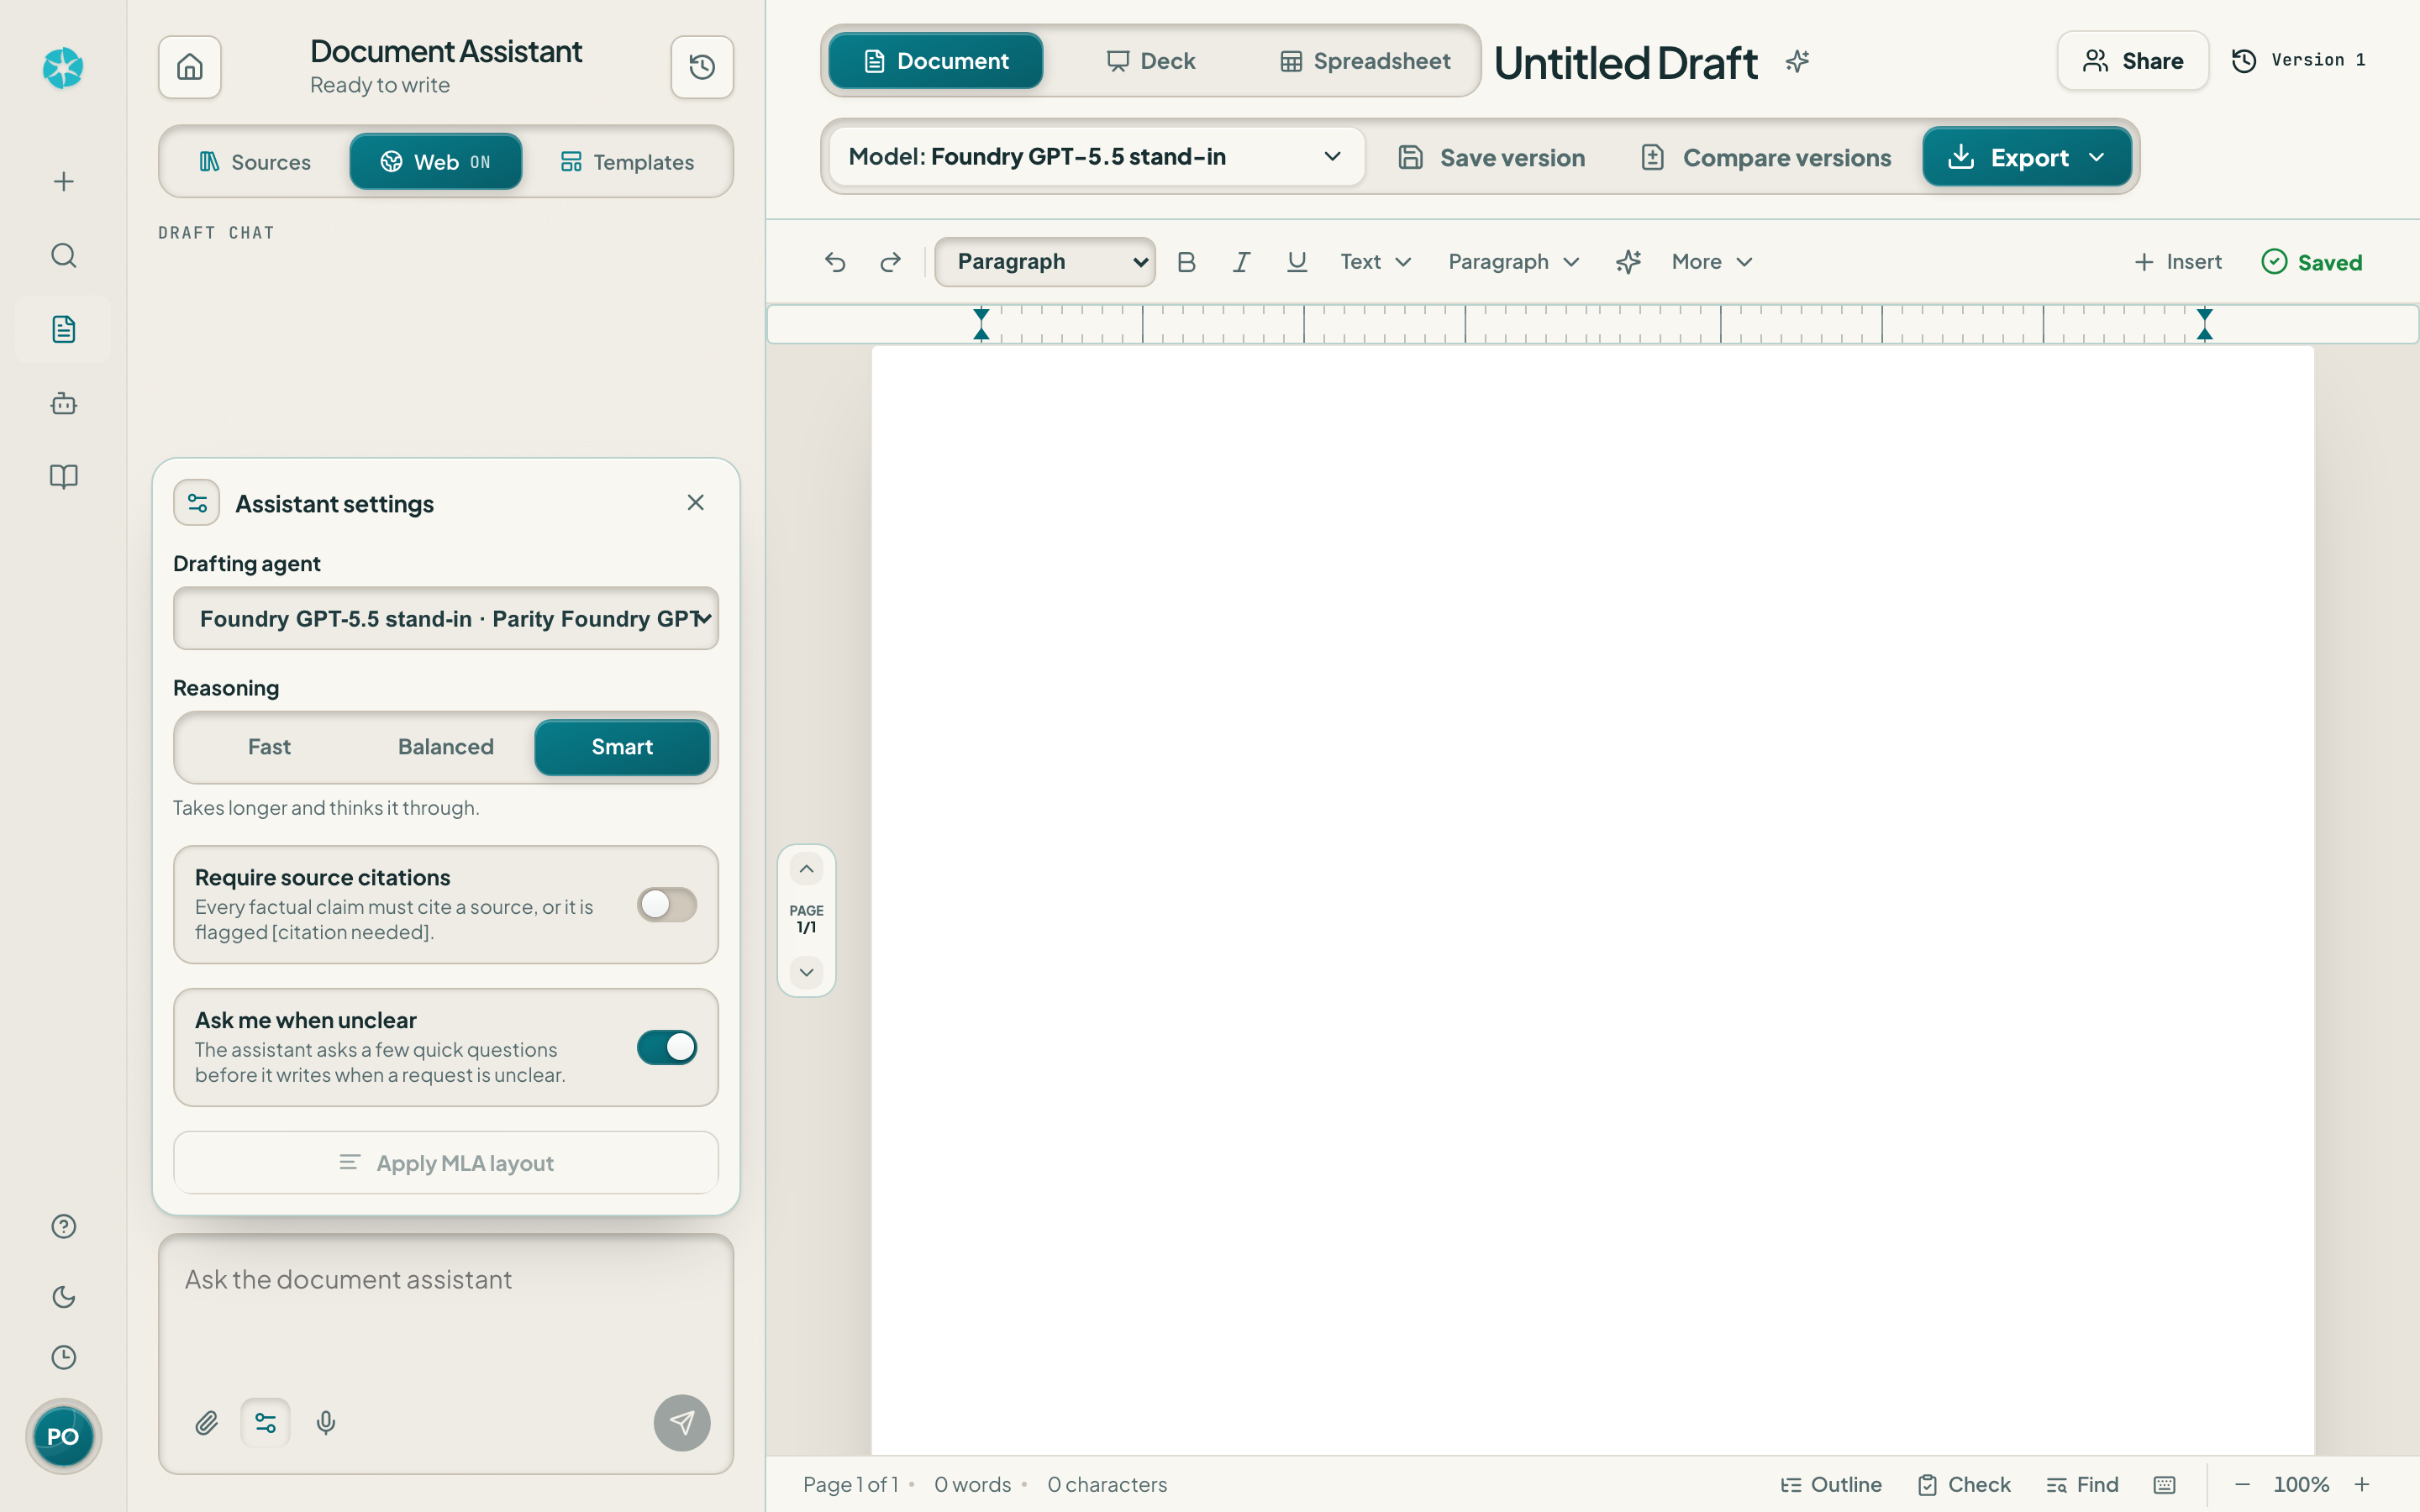 Document Assistant
Ready to write
Sources
Web ON
Templates
DRAFT CHAT
Assistant settings
Drafting agent
Foundry GPT-5.5 stand-in · Parity Foundry GPT
Reasoning
Fast
Balanced
Smart
Takes longer and thinks it through.
Require source citations
Every factual claim must cite a source, or it is
flagged [citation needed].
Ask me when unclear
The assistant asks a few quick questions
before it writes when a request is unclear.
Apply MLA layout
Ask the document assistant
PO
Document
Deck
Spreadsheet
Untitled Draft
Share
Version 1
Model: Foundry GPT-5.5 stand-in
Save version
Compare versions
Export
Paragraph
B
I
U
Text
Paragraph
More
Insert
Saved
PAGE
1/1
Page 1 of 1 • 0 words • 0 characters
Outline
Check
Find
100%